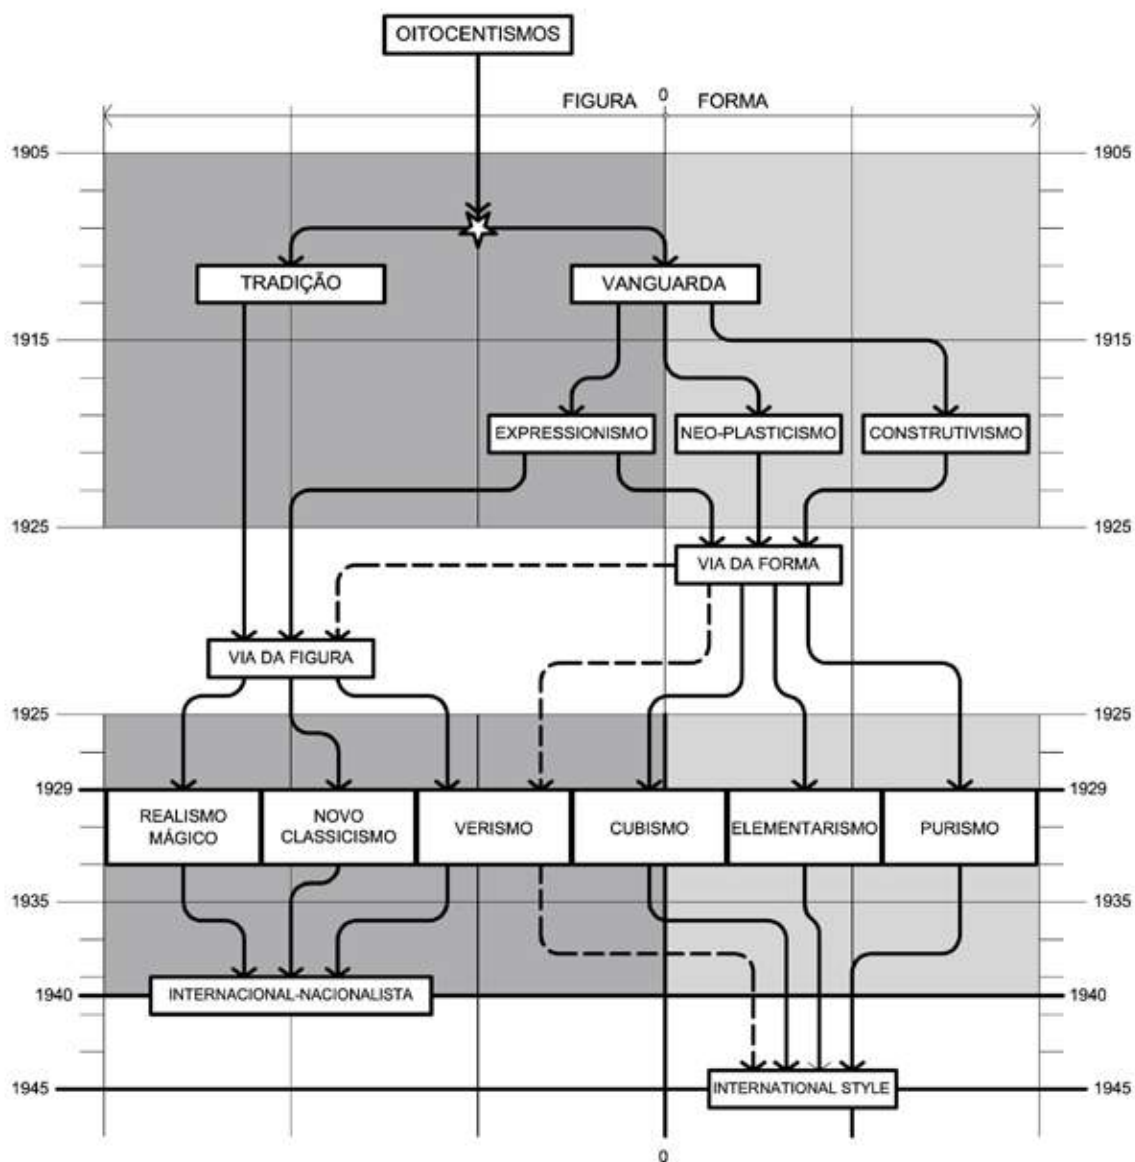 OITOCENTISMOS
FIGURA 0 FORMA
1905 1905
TRADIÇÃO VANGUARDA
1915 1915
EXPRESSIONISMO NEO-PLASTICISMO CONSTRUTIVISMO
1925 1925
VIA DA FORMA
VIA DA FIGURA
1925 1925
1929 1929
REALISMO
MÁGICO
NOVO
CLASSICISMO
VERISMO
CUBISMO
ELEMENTARISMO
PURISMO
1935 1935
INTERNACIONAL-NACIONALISTA
1940 1940
1945 INTERNATIONAL STYLE 1945
0